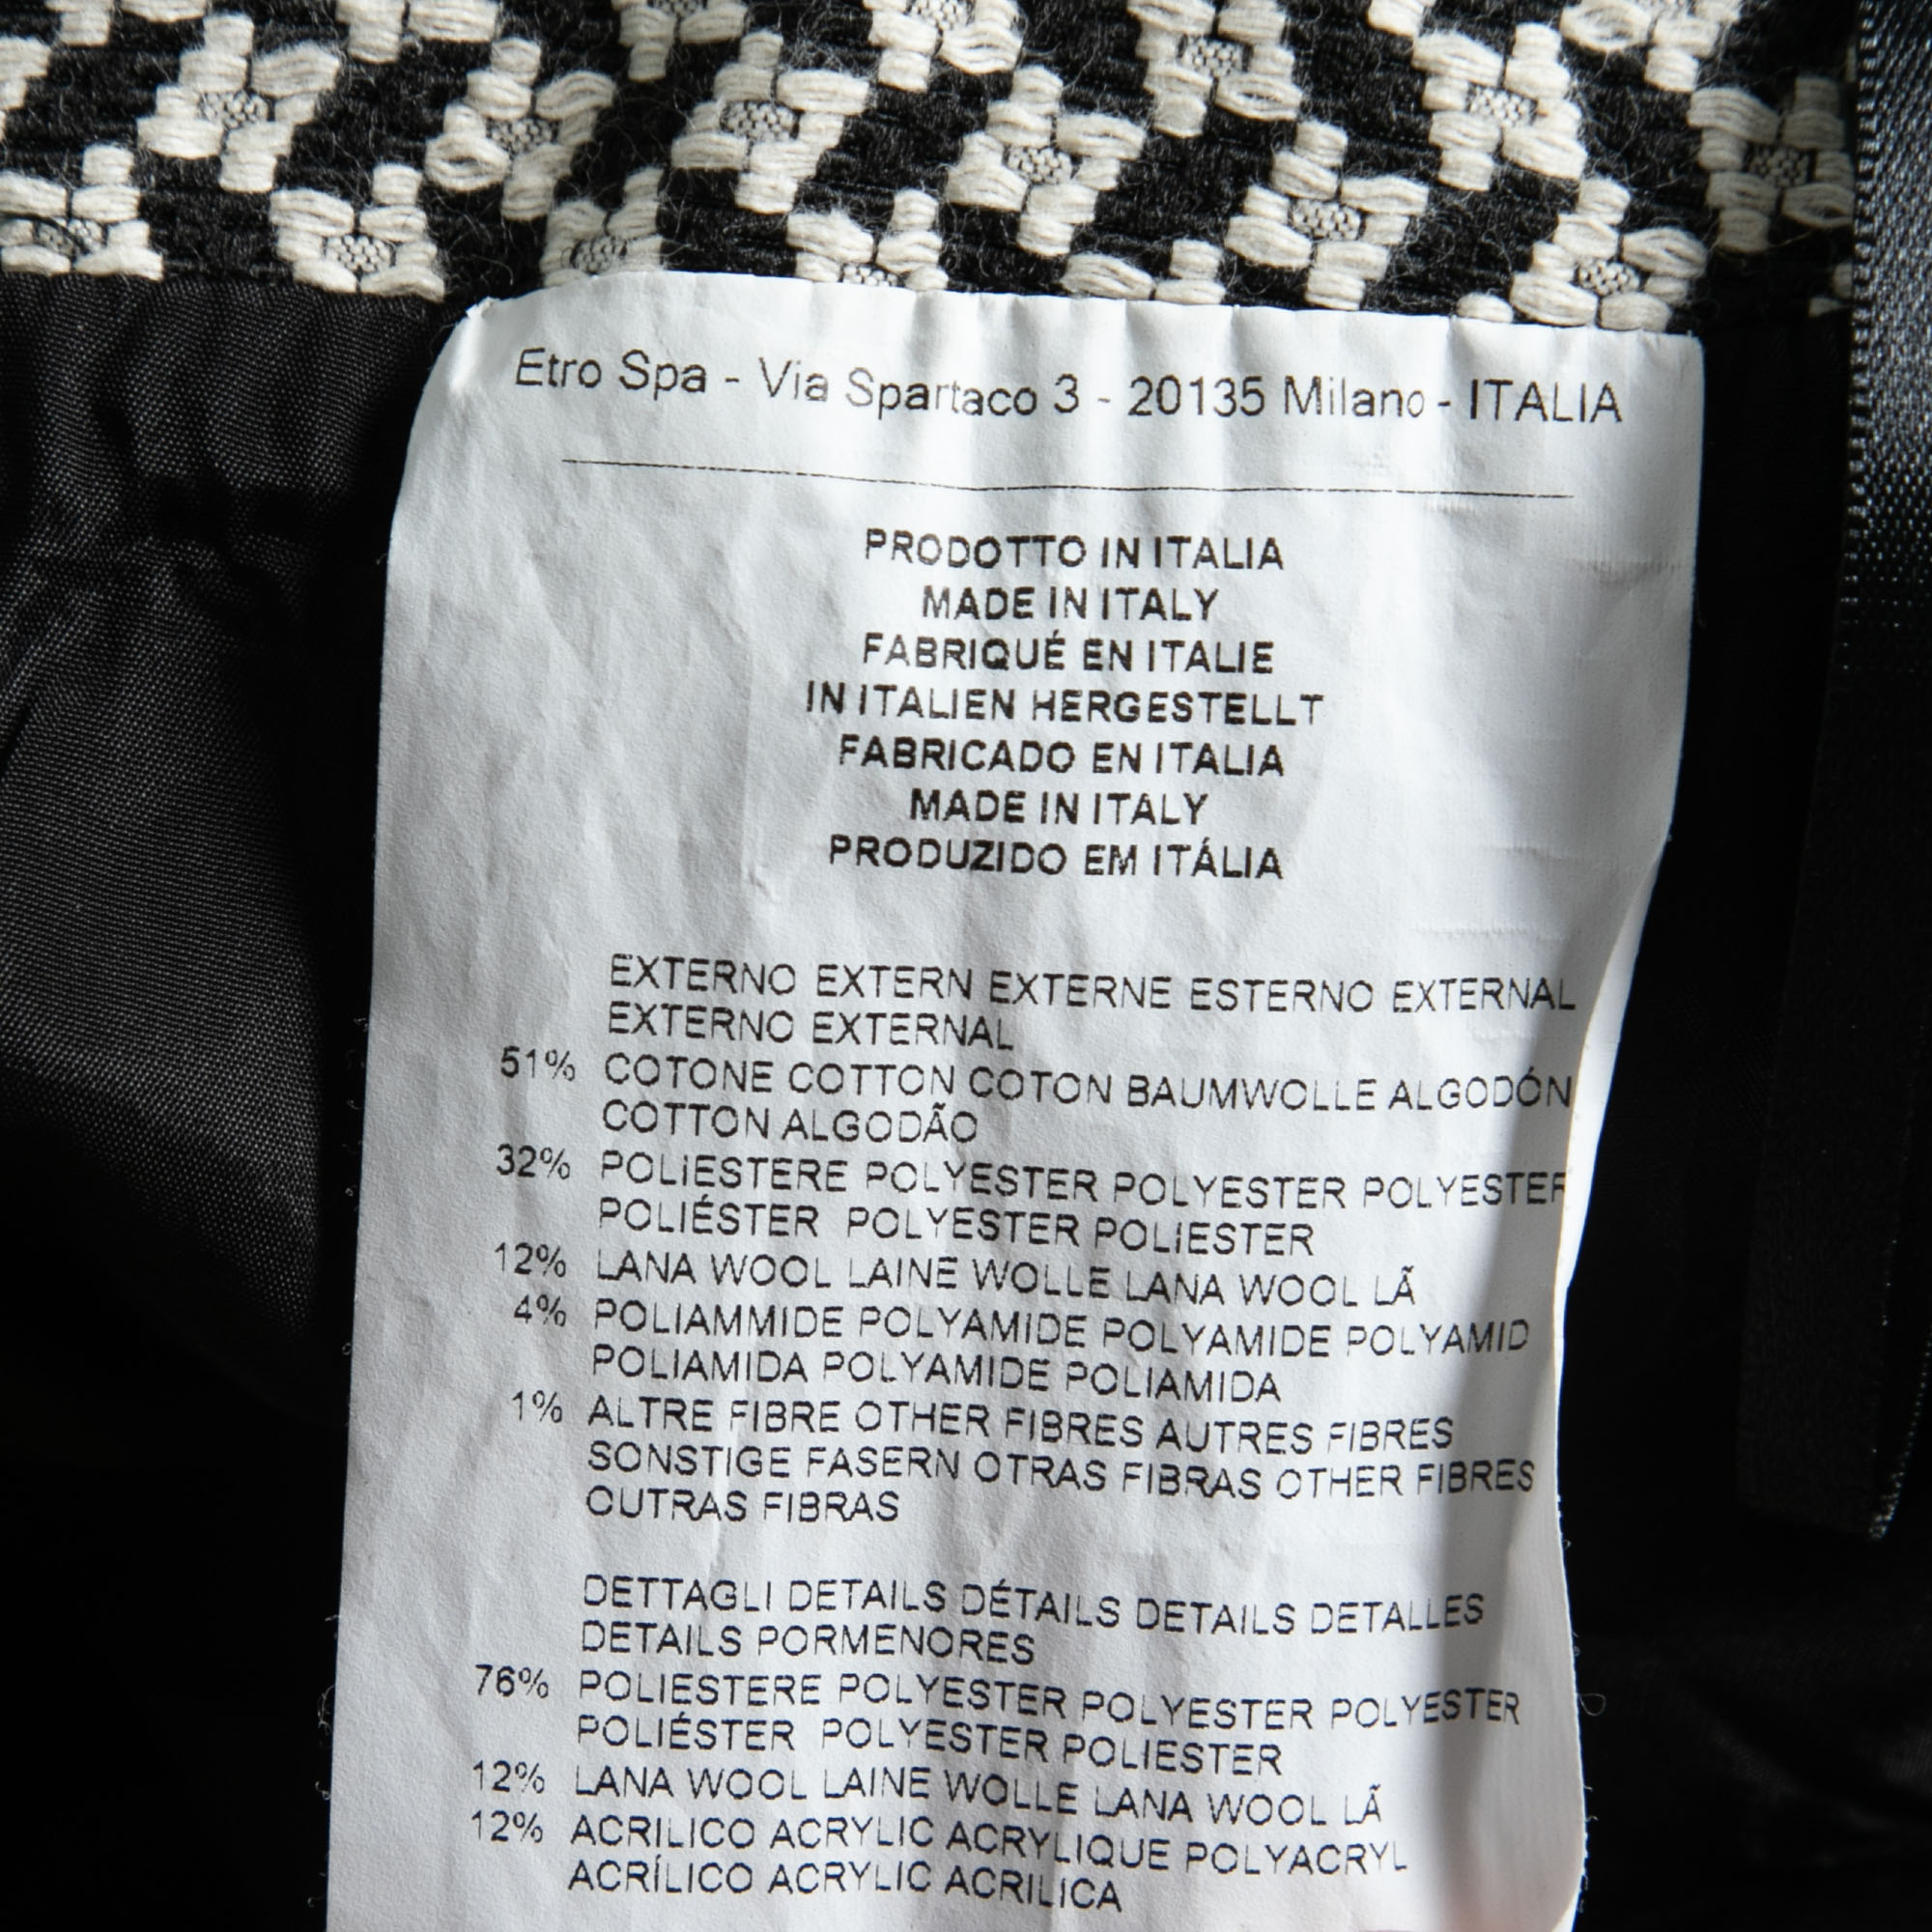 Etro Spa - Via Spartaco 3 - 20135 Milano - ITALIA
PRODOTTO IN ITALIA
MADE IN ITALY
FABRIQUÉ EN ITALIE
IN ITALIEN HERGESTELLT
FABRICADO EN ITALIA
MADE IN ITALY
PRODUZIDO EM ITÁLIA
EXTERNO EXTERN EXTERNE ESTERNO EXTERNAL
EXTERNO EXTERNAL
51% COTONE COTTON COTON BAUMWOLLE ALGODÓN
COTTON ALGODÃO
32% POLIESTERE POLYESTER POLYESTER POLYESTER
POLIÉSTER POLYESTER POLIESTER
12% LANA WOOL LAINE WOLLE LANA WOOL LÃ
4% POLIAMMIDE POLYAMIDE POLYAMIDE POLYAMID
POLIAMIDA POLYAMIDE POLIAMIDA
1% ALTRE FIBRE OTHER FIBRES AUTRES FIBRES
SONSTIGE FASERN OTRAS FIBRAS OTHER FIBRES
OUTRAS FIBRAS
DETTAGLI DETAILS DÉTAILS DETAILS DETALLES
DETAILS PORMENORES
76% POLIESTERE POLYESTER POLYESTER POLYESTER
POLIÉSTER POLYESTER POLIESTER
12% LANA WOOL LAINE WOLLE LANA WOOL LÃ
12% ACRILICO ACRYLIC ACRYLIQUE POLYACRYL
ACRÍLICO ACRYLIC ACRILICA